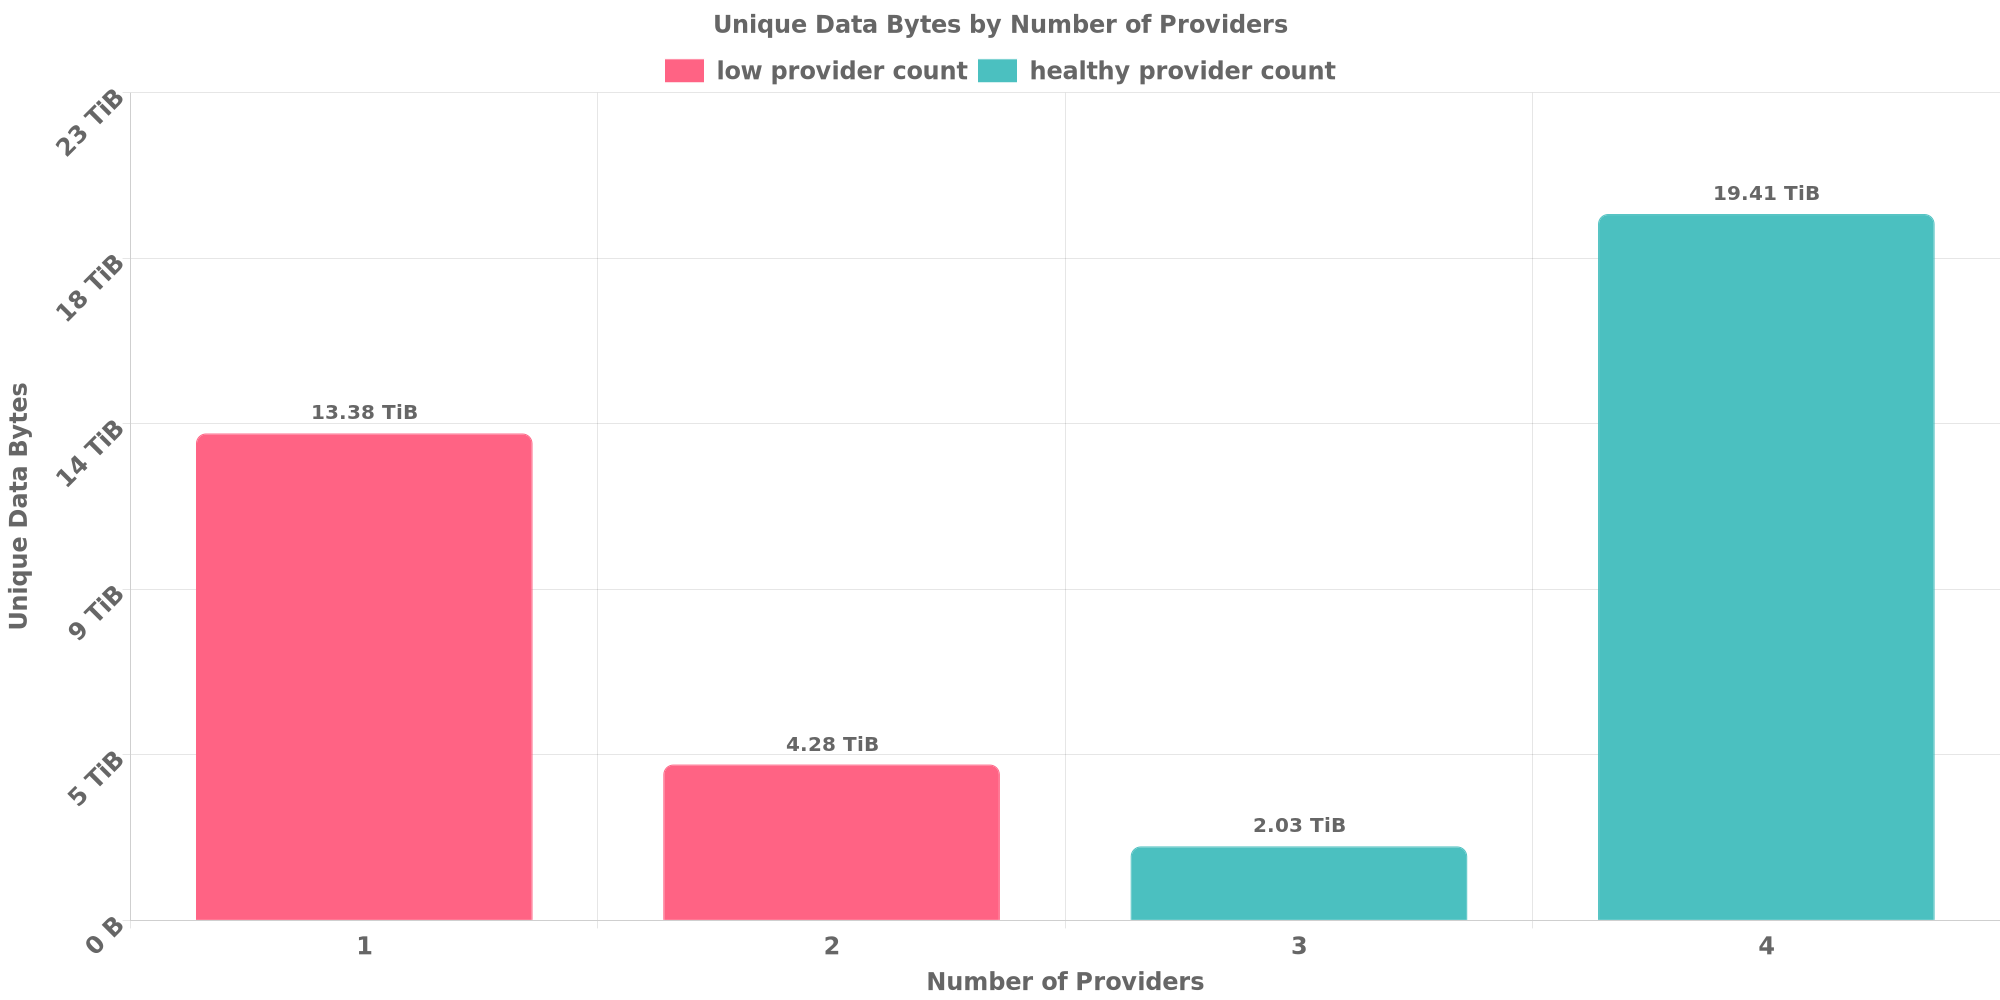 Unique Data Bytes by Number of Providers
low provider count healthy provider count
23 TiB
18 TiB
14 TiB
9 TiB
5 TiB
0 B
Unique Data Bytes
13.38 TiB
4.28 TiB
2.03 TiB
19.41 TiB
1 2 3 4
Number of Providers